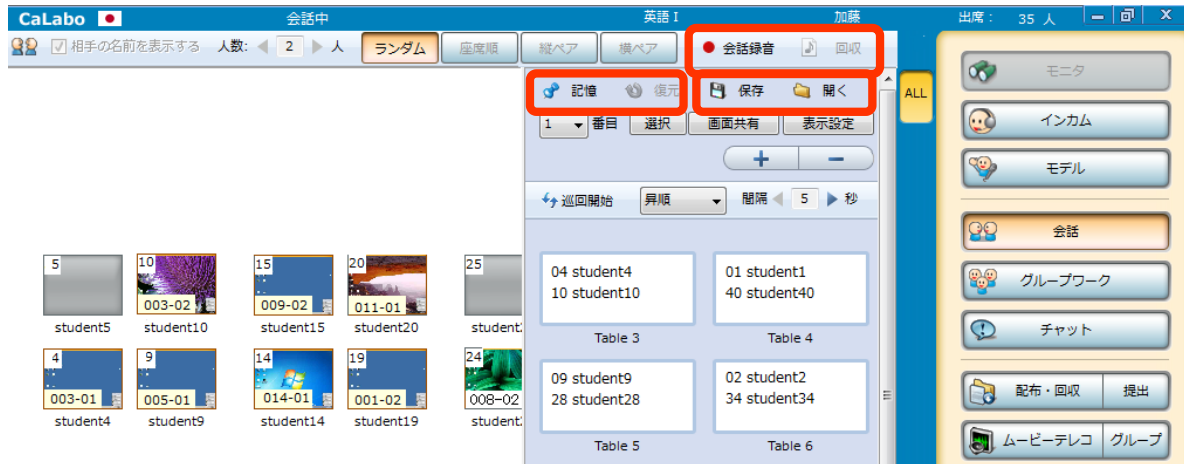 CaLabo 会話中 英語 I 加藤 出席： 35 人
相手の名前を表示する 人数: 2 人 ランダム 座席順 縦ペア 横ペア 会話録音 回収
記憶 復元 保存 開く ALL
1 番目 選択 画面共有 表示設定
+ −
巡回開始 昇順 間隔 5 秒
モニタ
インカム
モデル
会話
グループワーク
チャット
配布・回収 提出
ムービーテレコ グループ
5 10 15 20 25
003-02 009-02 011-01
student5 student10 student15 student20 student
4 9 14 19 24
003-01 005-01 014-01 001-02 008-02
student4 student9 student14 student19 student
04 student4
10 student10
Table 3
01 student1
40 student40
Table 4
09 student9
28 student28
Table 5
02 student2
34 student34
Table 6